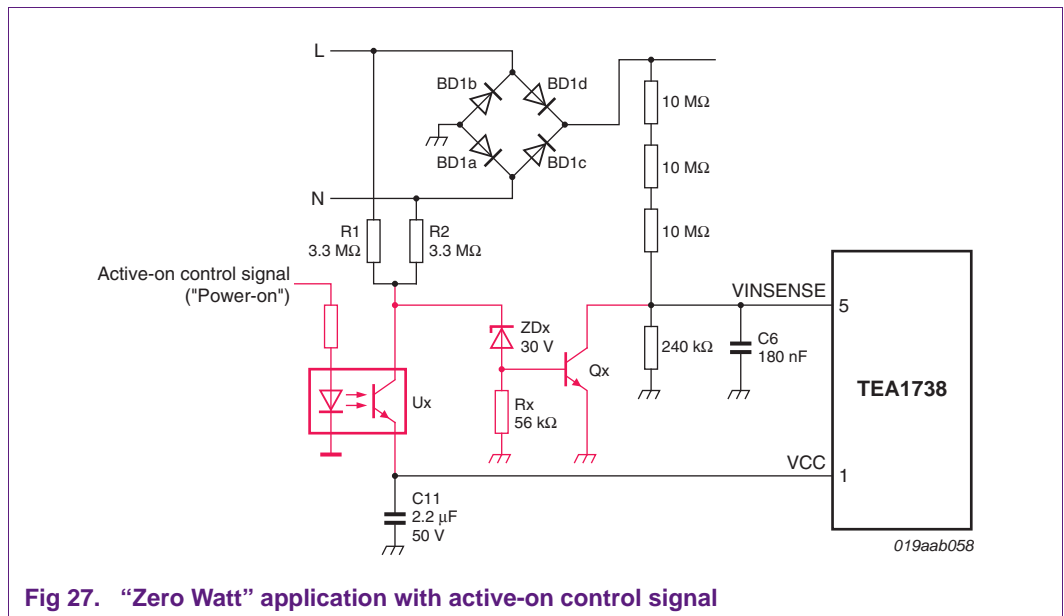 L
BD1b
BD1d
10 MΩ
BD1a
BD1c
10 MΩ
N
R1
3.3 MΩ
R2
3.3 MΩ
10 MΩ
Active-on control signal
("Power-on")
VINSENSE
5
ZDx
30 V
Qx
240 kΩ
C6
180 nF
TEA1738
Ux
Rx
56 kΩ
VCC
1
C11
2.2 μF
50 V
019aab058
Fig 27. “Zero Watt” application with active-on control signal